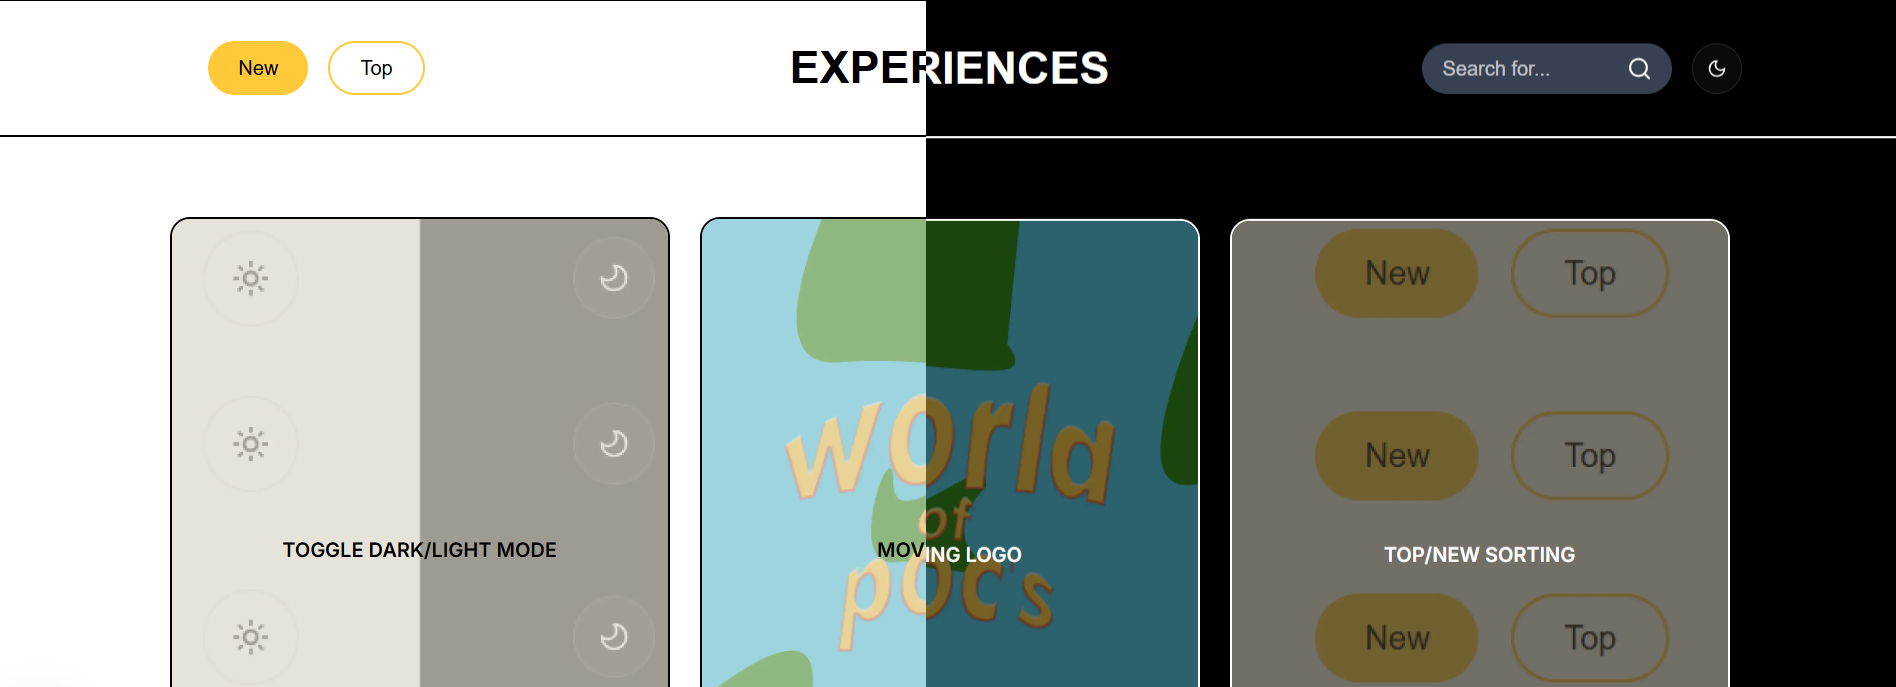 New
Top
EXPERIENCES
Search for...
TOGGLE DARK/LIGHT MODE
world
of
poc's
MOVING LOGO
New
Top
New
Top
TOP/NEW SORTING
New
Top